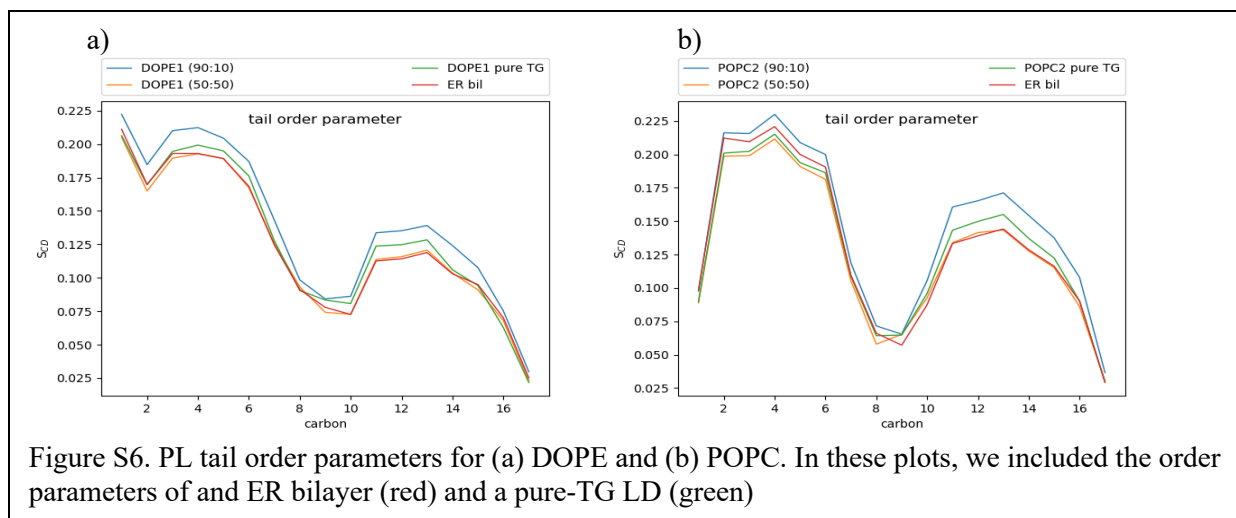 a)
DOPE1 (90:10) DOPE1 pure TG
DOPE1 (50:50) ER bil
tail order parameter
0.225
0.200
0.175
0.150
0.125
0.100
0.075
0.050
0.025
S_CD
2 4 6 8 10 12 14 16
carbon
b)
POPC2 (90:10) POPC2 pure TG
POPC2 (50:50) ER bil
tail order parameter
0.225
0.200
0.175
0.150
0.125
0.100
0.075
0.050
0.025
S_CD
2 4 6 8 10 12 14 16
carbon
Figure S6. PL tail order parameters for (a) DOPE and (b) POPC. In these plots, we included the order
parameters of and ER bilayer (red) and a pure-TG LD (green)